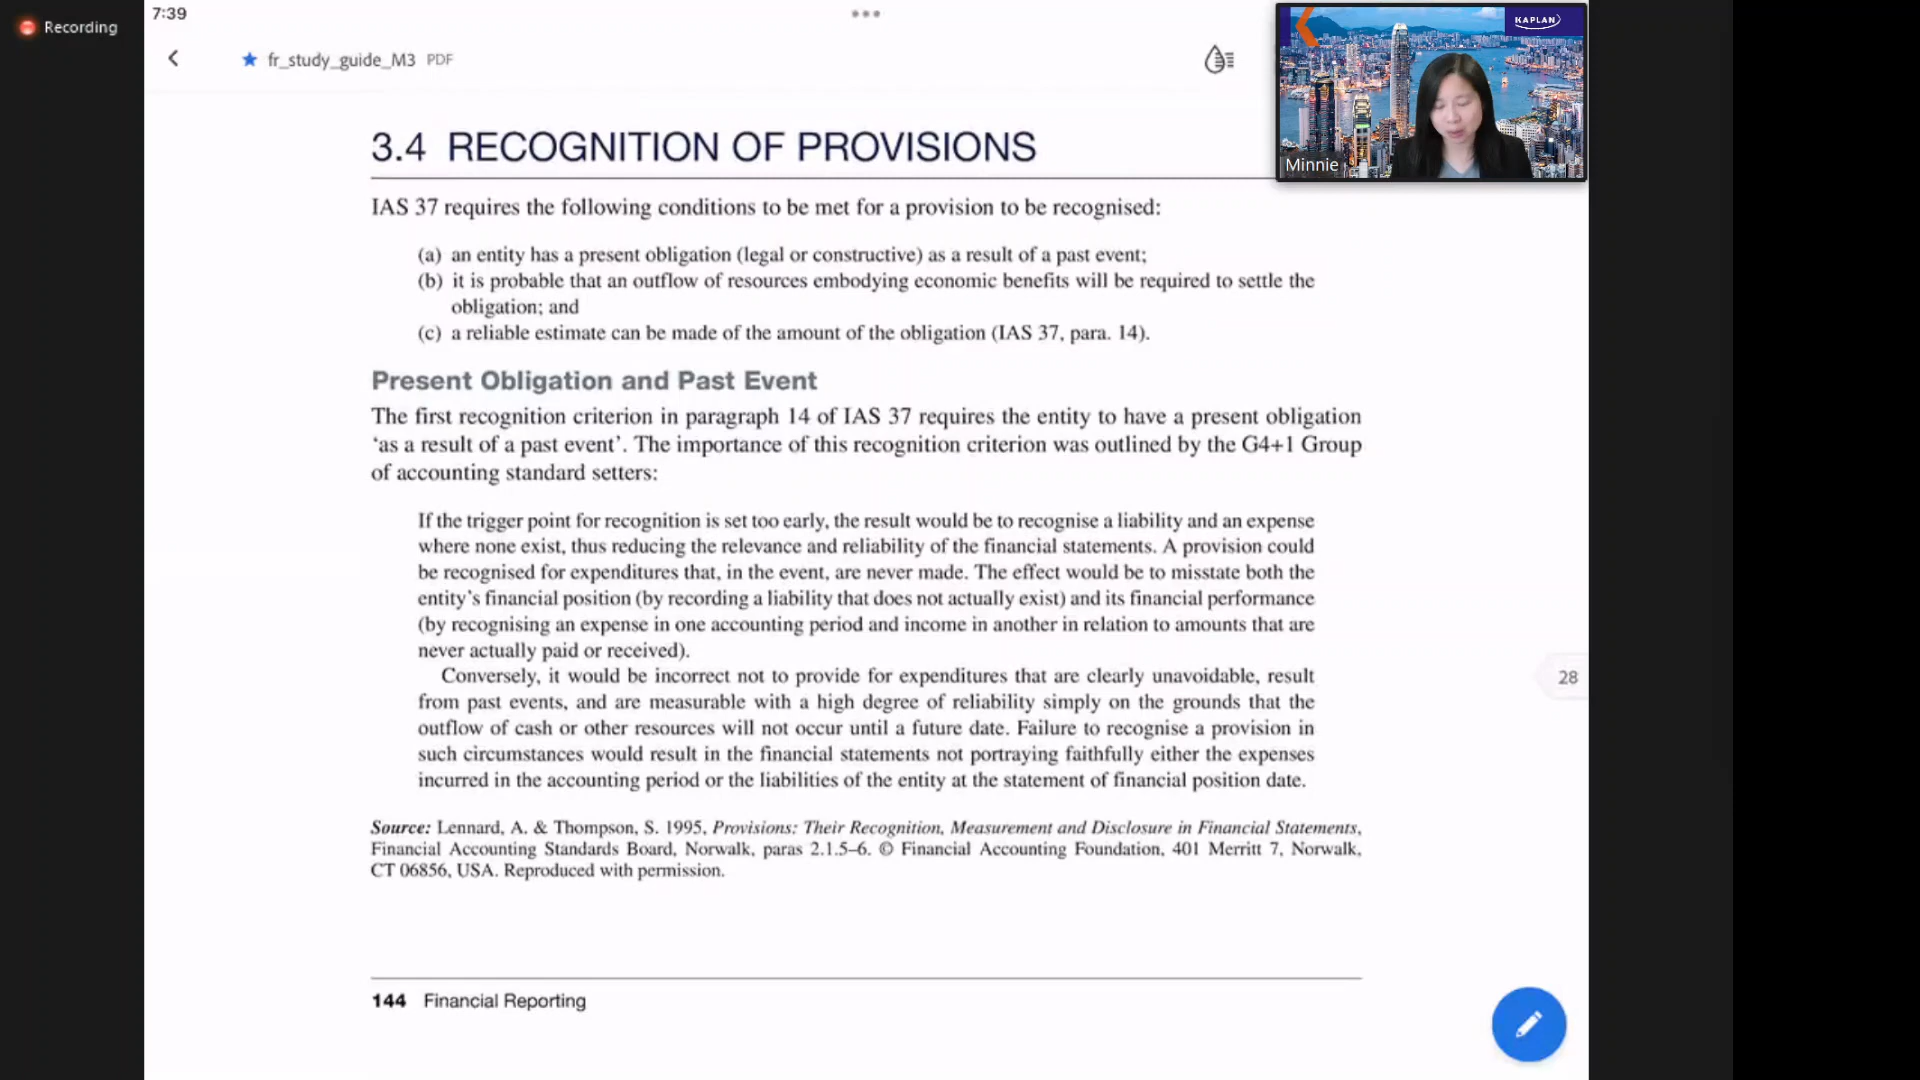 Recording
7:39
fr_study_guide_M3 PDF
KAPLAN
Minnie
3.4 RECOGNITION OF PROVISIONS
IAS 37 requires the following conditions to be met for a provision to be recognised:
(a) an entity has a present obligation (legal or constructive) as a result of a past event;
(b) it is probable that an outflow of resources embodying economic benefits will be required to settle the
obligation; and
(c) a reliable estimate can be made of the amount of the obligation (IAS 37, para. 14).
Present Obligation and Past Event
The first recognition criterion in paragraph 14 of IAS 37 requires the entity to have a present obligation
‘as a result of a past event’. The importance of this recognition criterion was outlined by the G4+1 Group
of accounting standard setters:
If the trigger point for recognition is set too early, the result would be to recognise a liability and an expense
where none exist, thus reducing the relevance and reliability of the financial statements. A provision could
be recognised for expenditures that, in the event, are never made. The effect would be to misstate both the
entity’s financial position (by recording a liability that does not actually exist) and its financial performance
(by recognising an expense in one accounting period and income in another in relation to amounts that are
never actually paid or received).
Conversely, it would be incorrect not to provide for expenditures that are clearly unavoidable, result
from past events, and are measurable with a high degree of reliability simply on the grounds that the
outflow of cash or other resources will not occur until a future date. Failure to recognise a provision in
such circumstances would result in the financial statements not portraying faithfully either the expenses
incurred in the accounting period or the liabilities of the entity at the statement of financial position date.
28
Source: Lennard, A. & Thompson, S. 1995, Provisions: Their Recognition, Measurement and Disclosure in Financial Statements,
Financial Accounting Standards Board, Norwalk, paras 2.1.5–6. © Financial Accounting Foundation, 401 Merritt 7, Norwalk,
CT 06856, USA. Reproduced with permission.
144 Financial Reporting